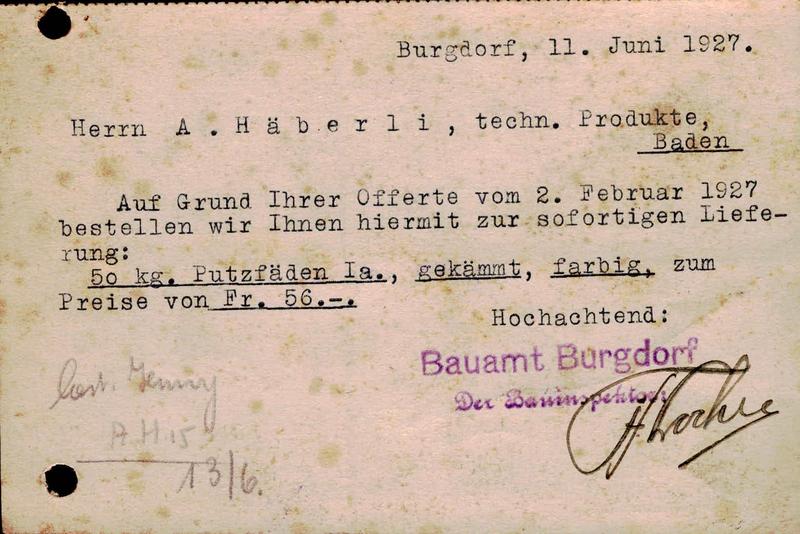 Burgdorf, 11. Juni 1927.
Herrn A. Häberli, techn. Produkte,
Baden
Auf Grund Ihrer Offerte vom 2. Februar 1927
bestellen wir Ihnen hiermit zur sofortigen Liefe-
rung:
50 kg. Putzfäden Ia., gekämmt, farbig, zum
Preise von Fr. 56.-.
Hochachtend:
Bauamt Burgdorf
Der Bauinspektor:
Jenny
A.H. 15
13/6.